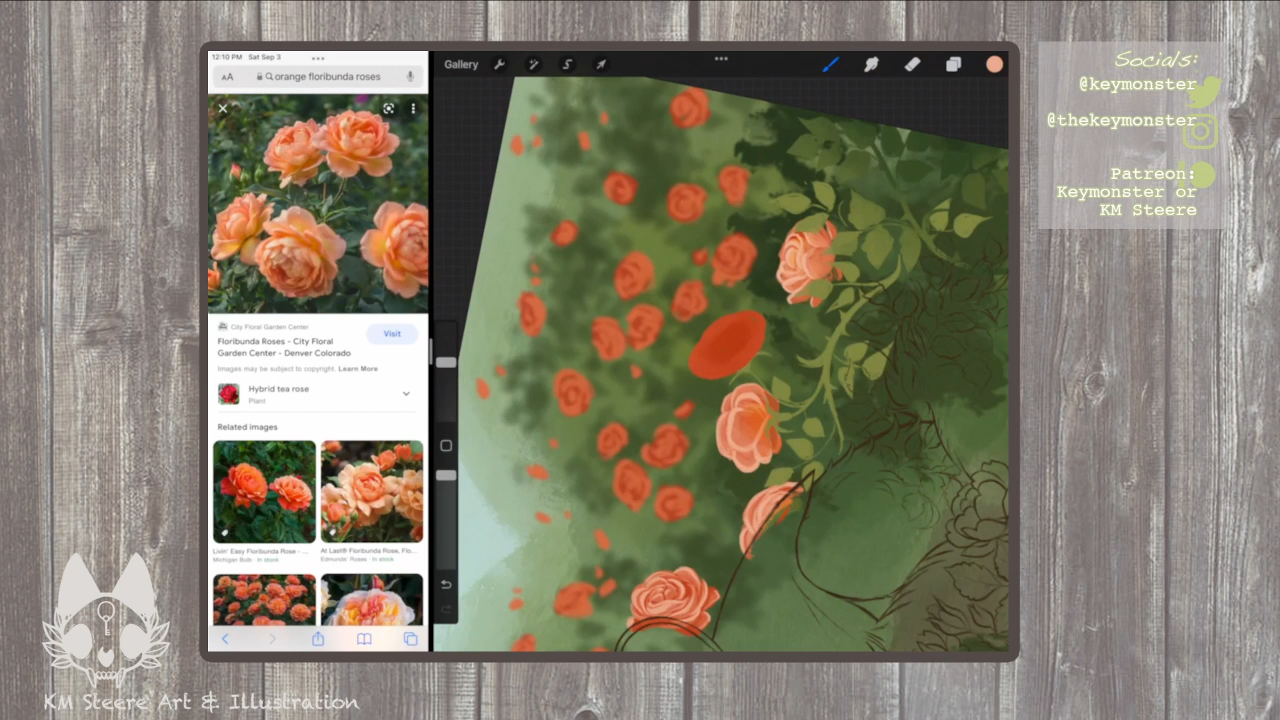 12:10 PM Sat Sep 3
AA orange floribunda roses
City Floral Garden Center
Floribunda Roses - City Floral
Garden Center - Denver Colorado
Visit
Images may be subject to copyright. Learn More
Hybrid tea rose
Plant
Related images
Livin' Easy Floribunda Rose - ...
Michigan Bulb · In stock
At Last® Floribunda Rose, Flo...
Edmunds' Roses · In stock
Gallery
Socials:
@keymonster
@thekeymonster
Patreon:
Keymonster or
KM Steere
KM Steere Art & Illustration